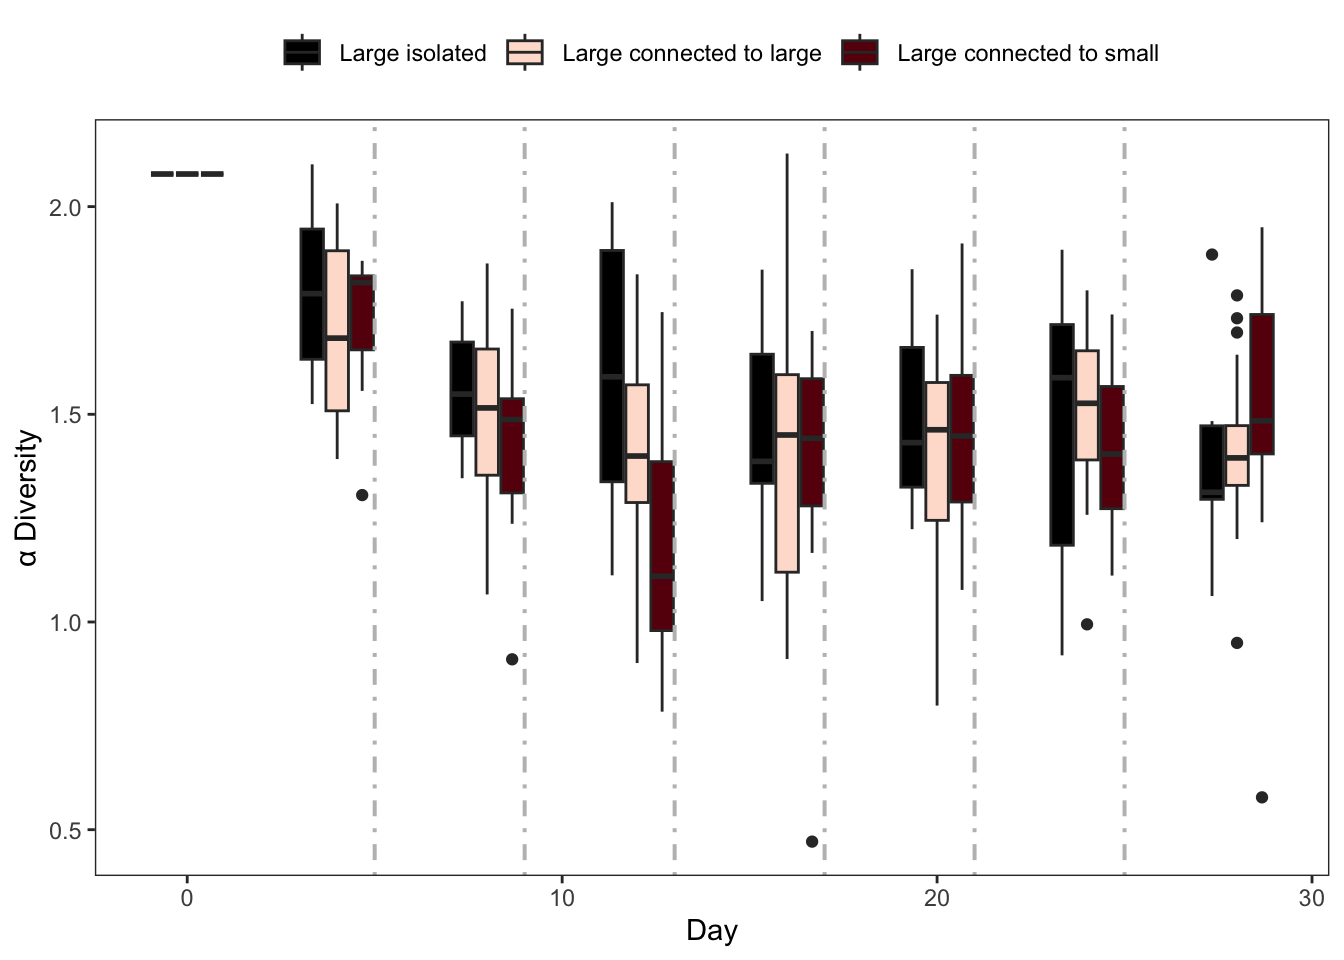 Large isolated Large connected to large Large connected to small
2.0
1.5
1.0
0.5
α Diversity
0 10 20 30
Day